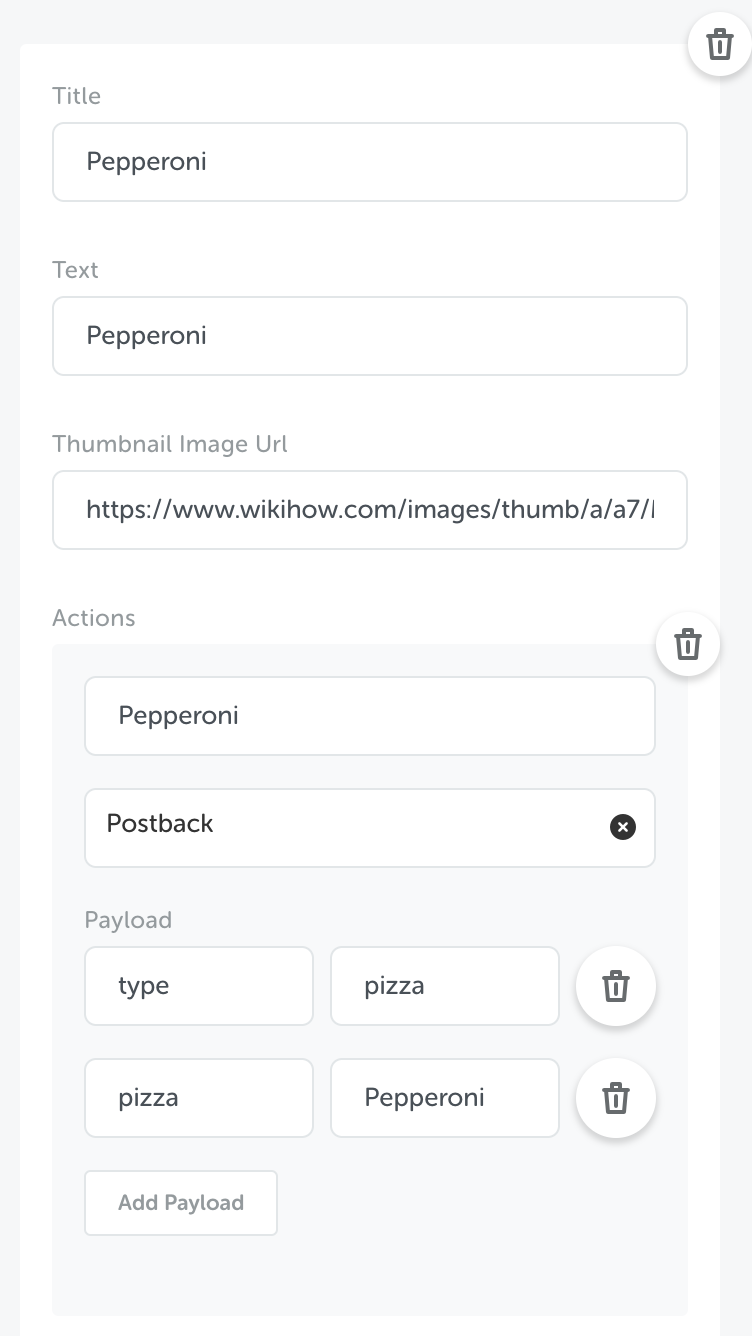 Title
Pepperoni
Text
Pepperoni
Thumbnail Image Url
https://www.wikihow.com/images/thumb/a/a7/
Actions
Pepperoni
Postback
Payload
type pizza
pizza Pepperoni
Add Payload